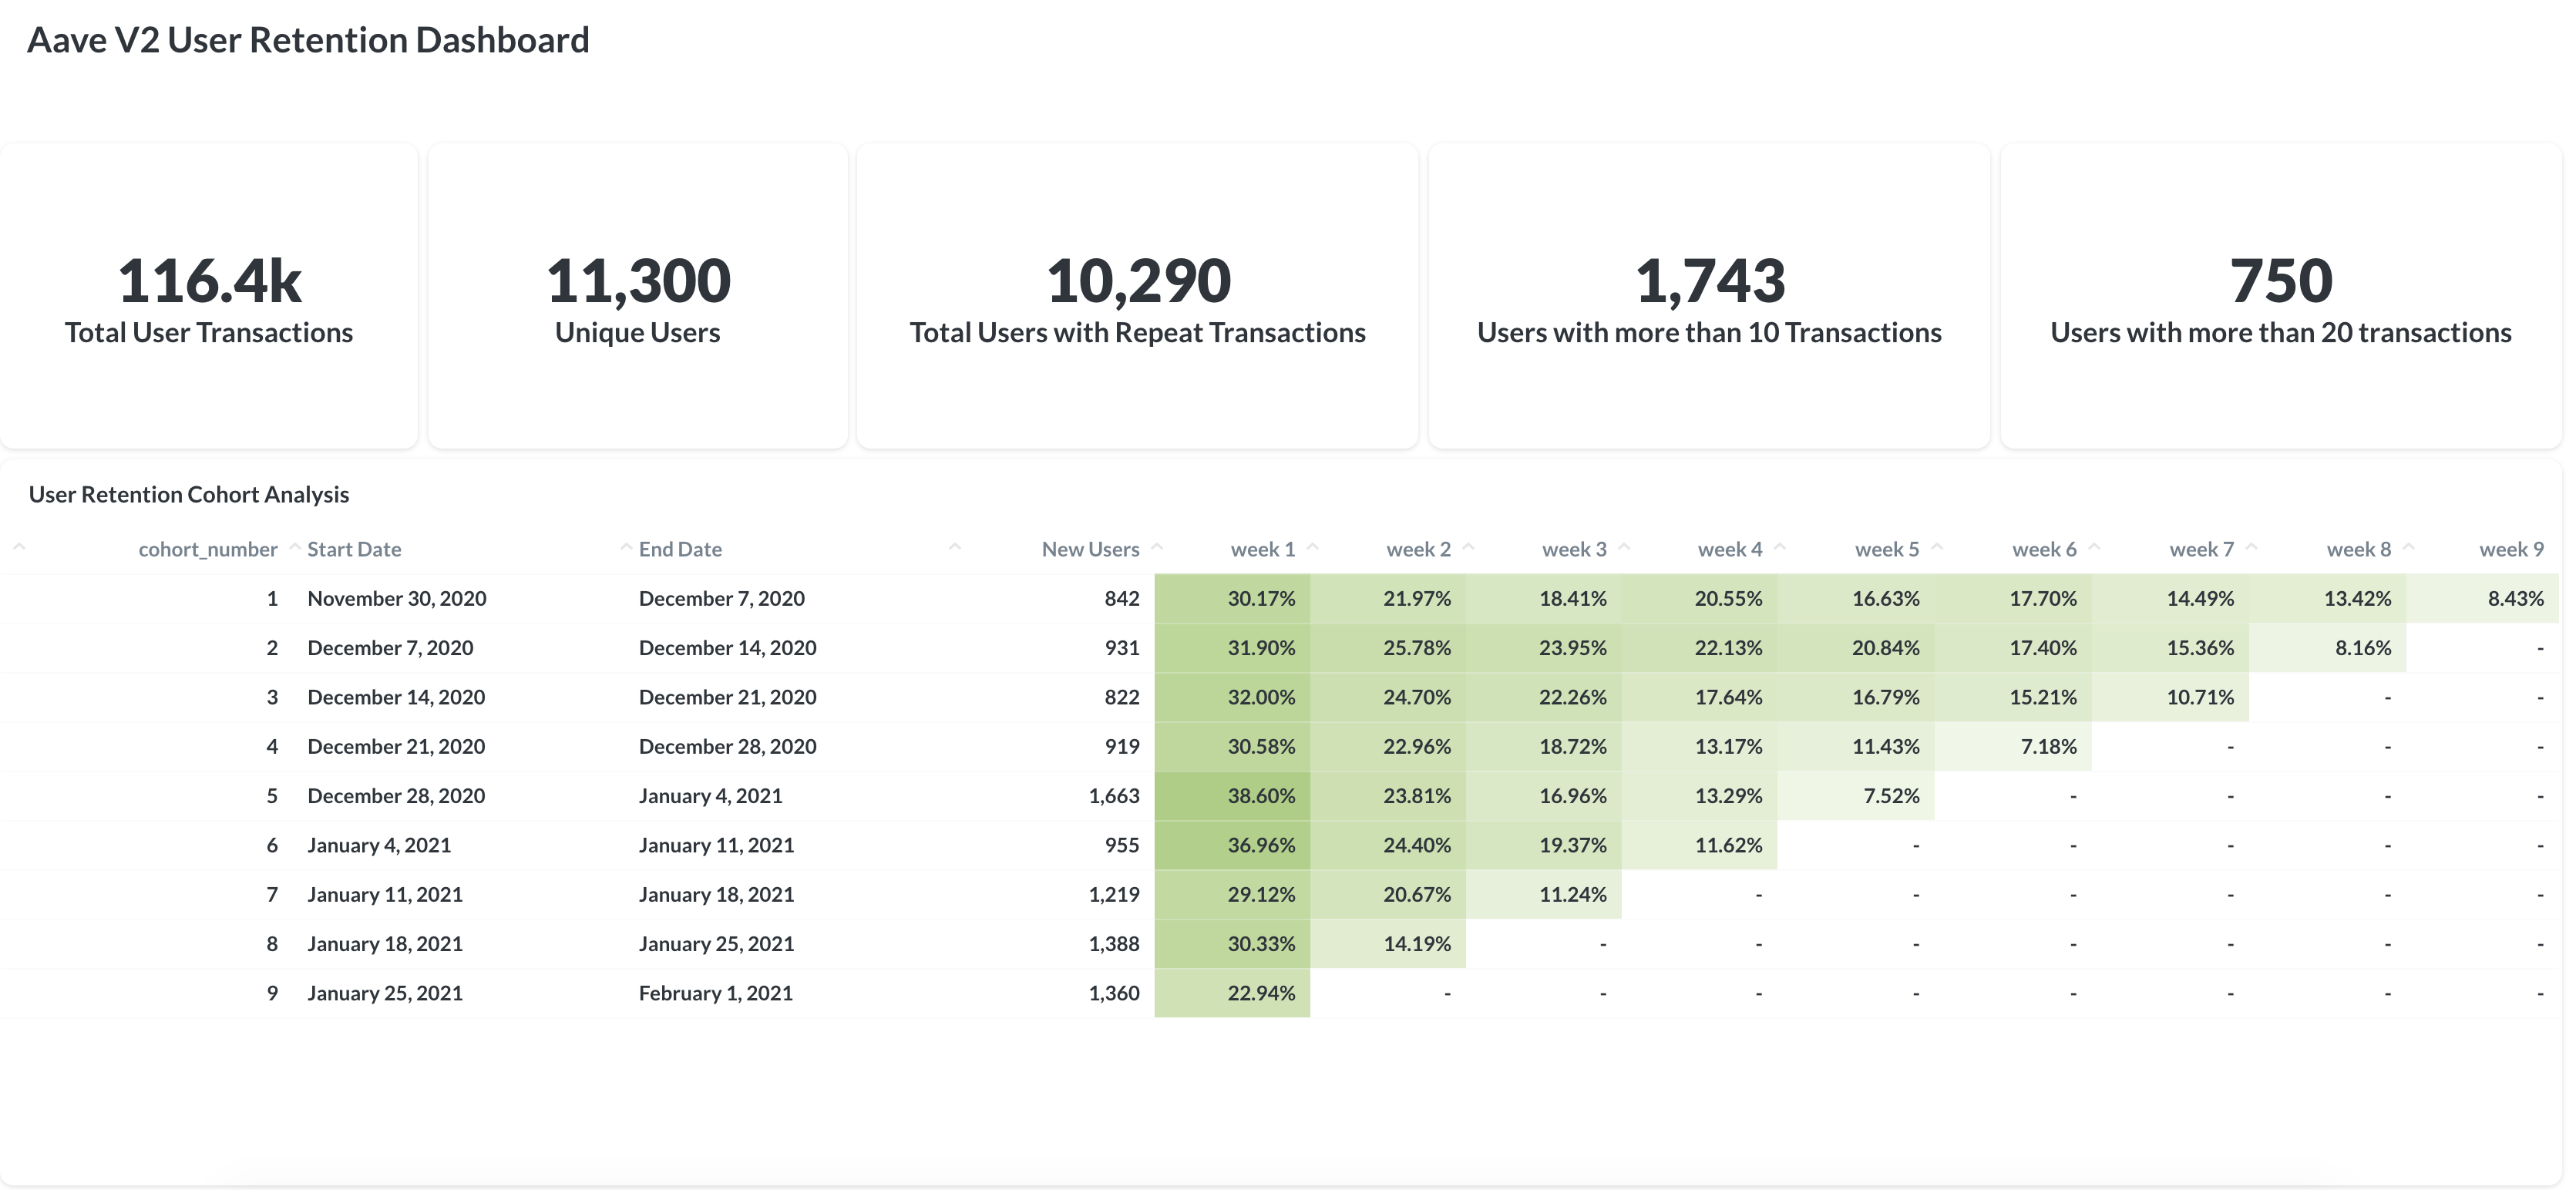 Aave V2 User Retention Dashboard
116.4k
Total User Transactions
11,300
Unique Users
10,290
Total Users with Repeat Transactions
1,743
Users with more than 10 Transactions
750
Users with more than 20 transactions
User Retention Cohort Analysis
cohort_number Start Date End Date New Users week 1 week 2 week 3 week 4 week 5 week 6 week 7 week 8 week 9
1 November 30, 2020 December 7, 2020 842 30.17% 21.97% 18.41% 20.55% 16.63% 17.70% 14.49% 13.42% 8.43%
2 December 7, 2020 December 14, 2020 931 31.90% 25.78% 23.95% 22.13% 20.84% 17.40% 15.36% 8.16% -
3 December 14, 2020 December 21, 2020 822 32.00% 24.70% 22.26% 17.64% 16.79% 15.21% 10.71% - -
4 December 21, 2020 December 28, 2020 919 30.58% 22.96% 18.72% 13.17% 11.43% 7.18% - - -
5 December 28, 2020 January 4, 2021 1,663 38.60% 23.81% 16.96% 13.29% 7.52% - - - -
6 January 4, 2021 January 11, 2021 955 36.96% 24.40% 19.37% 11.62% - - - - -
7 January 11, 2021 January 18, 2021 1,219 29.12% 20.67% 11.24% - - - - - -
8 January 18, 2021 January 25, 2021 1,388 30.33% 14.19% - - - - - - -
9 January 25, 2021 February 1, 2021 1,360 22.94% - - - - - - - -